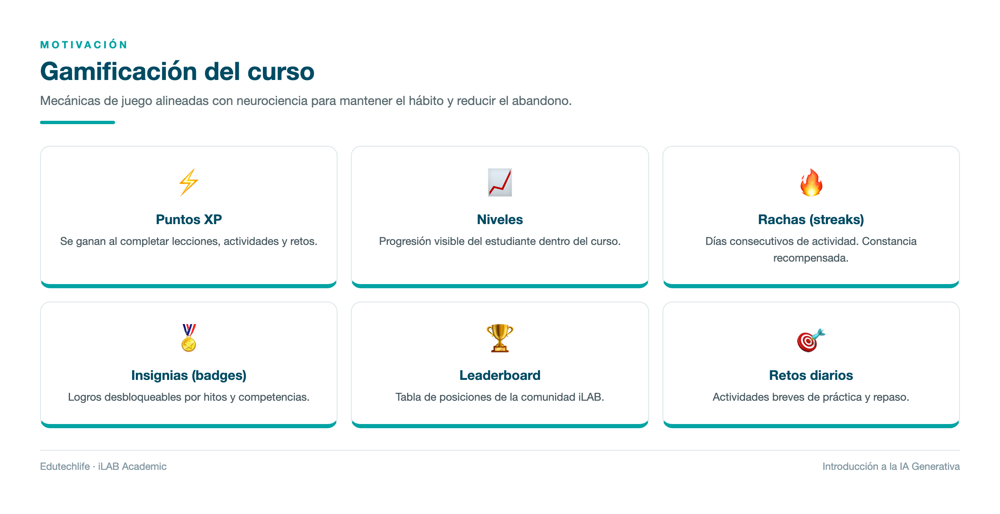 MOTIVACIÓN
Gamificación del curso
Mecánicas de juego alineadas con neurociencia para mantener el hábito y reducir el abandono.
Puntos XP
Se ganan al completar lecciones, actividades y retos.
Niveles
Progresión visible del estudiante dentro del curso.
Rachas (streaks)
Días consecutivos de actividad. Constancia
recompensada.
Insignias (badges)
Logros desbloqueables por hitos y competencias.
Leaderboard
Tabla de posiciones de la comunidad iLAB.
Retos diarios
Actividades breves de práctica y repaso.
Edutechlife · iLAB Academic
Introducción a la IA Generativa